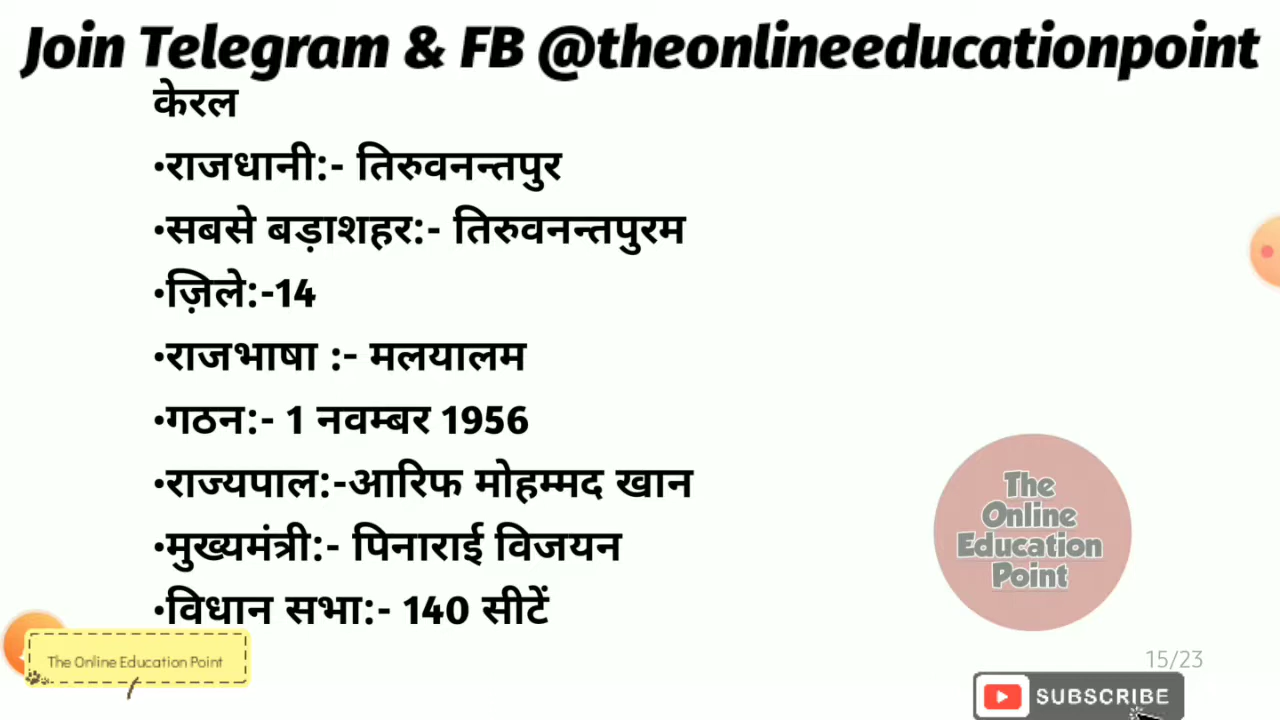 Join Telegram & FB @theonlineeducationpoint
केरल
•राजधानी:- तिरुवनन्तपुर
•सबसे बड़ाशहर:- तिरुवनन्तपुरम
•ज़िले:-14
•राजभाषा :- मलयालम
•गठन:- 1 नवम्बर 1956
•राज्यपाल:-आरिफ मोहम्मद खान
•मुख्यमंत्री:- पिनाराई विजयन
•विधान सभा:- 140 सीटें
The
Online
Education
Point
The Online Education Point
15/23
SUBSCRIBE